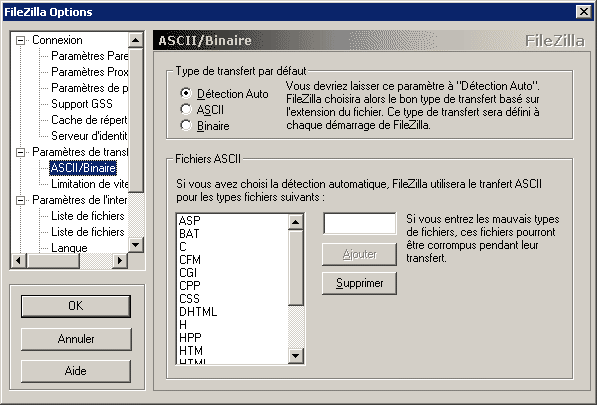 FileZilla Options
Connexion
Paramètres Pare
Paramètres Prox
Paramètres de p
Support GSS
Cache de répert
Serveur d'identit
Paramètres de transf
ASCII/Binaire
Limitation de vite
Paramètres de l'inter
Liste de fichiers
Liste de fichiers
Langue
OK
Annuler
Aide
ASCII/Binaire
FileZilla
Type de transfert par défaut
Détection Auto
ASCII
Binaire
Vous devriez laisser ce paramètre à "Détection Auto".
FileZilla choisira alors le bon type de transfert basé sur
l'extension du fichier. Ce type de transfert sera défini à
chaque démarrage de FileZilla.
Fichiers ASCII
Si vous avez choisi la détection automatique, FileZilla utilisera le tranfert ASCII
pour les types fichiers suivants :
ASP
BAT
C
CFM
CGI
CPP
CSS
DHTML
H
HPP
HTM
HTML
Ajouter
Supprimer
Si vous entrez les mauvais types
de fichiers, ces fichiers pourront
être corrompus pendant leur
transfert.